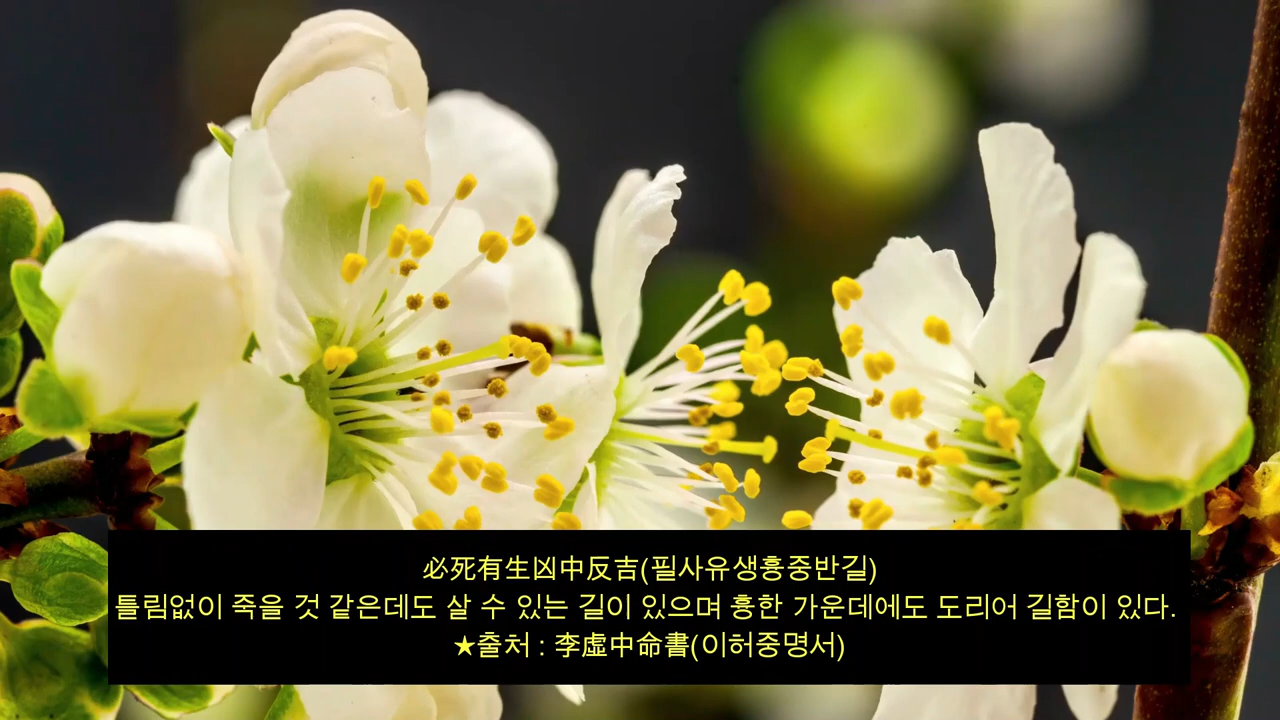 必死有生凶中反吉(필사유생흉중반길)
틀림없이 죽을 것 같은데도 살 수 있는 길이 있으며 흉한 가운데에도 도리어 길함이 있다.
★출처 : 李虛中命書(이허중명서)